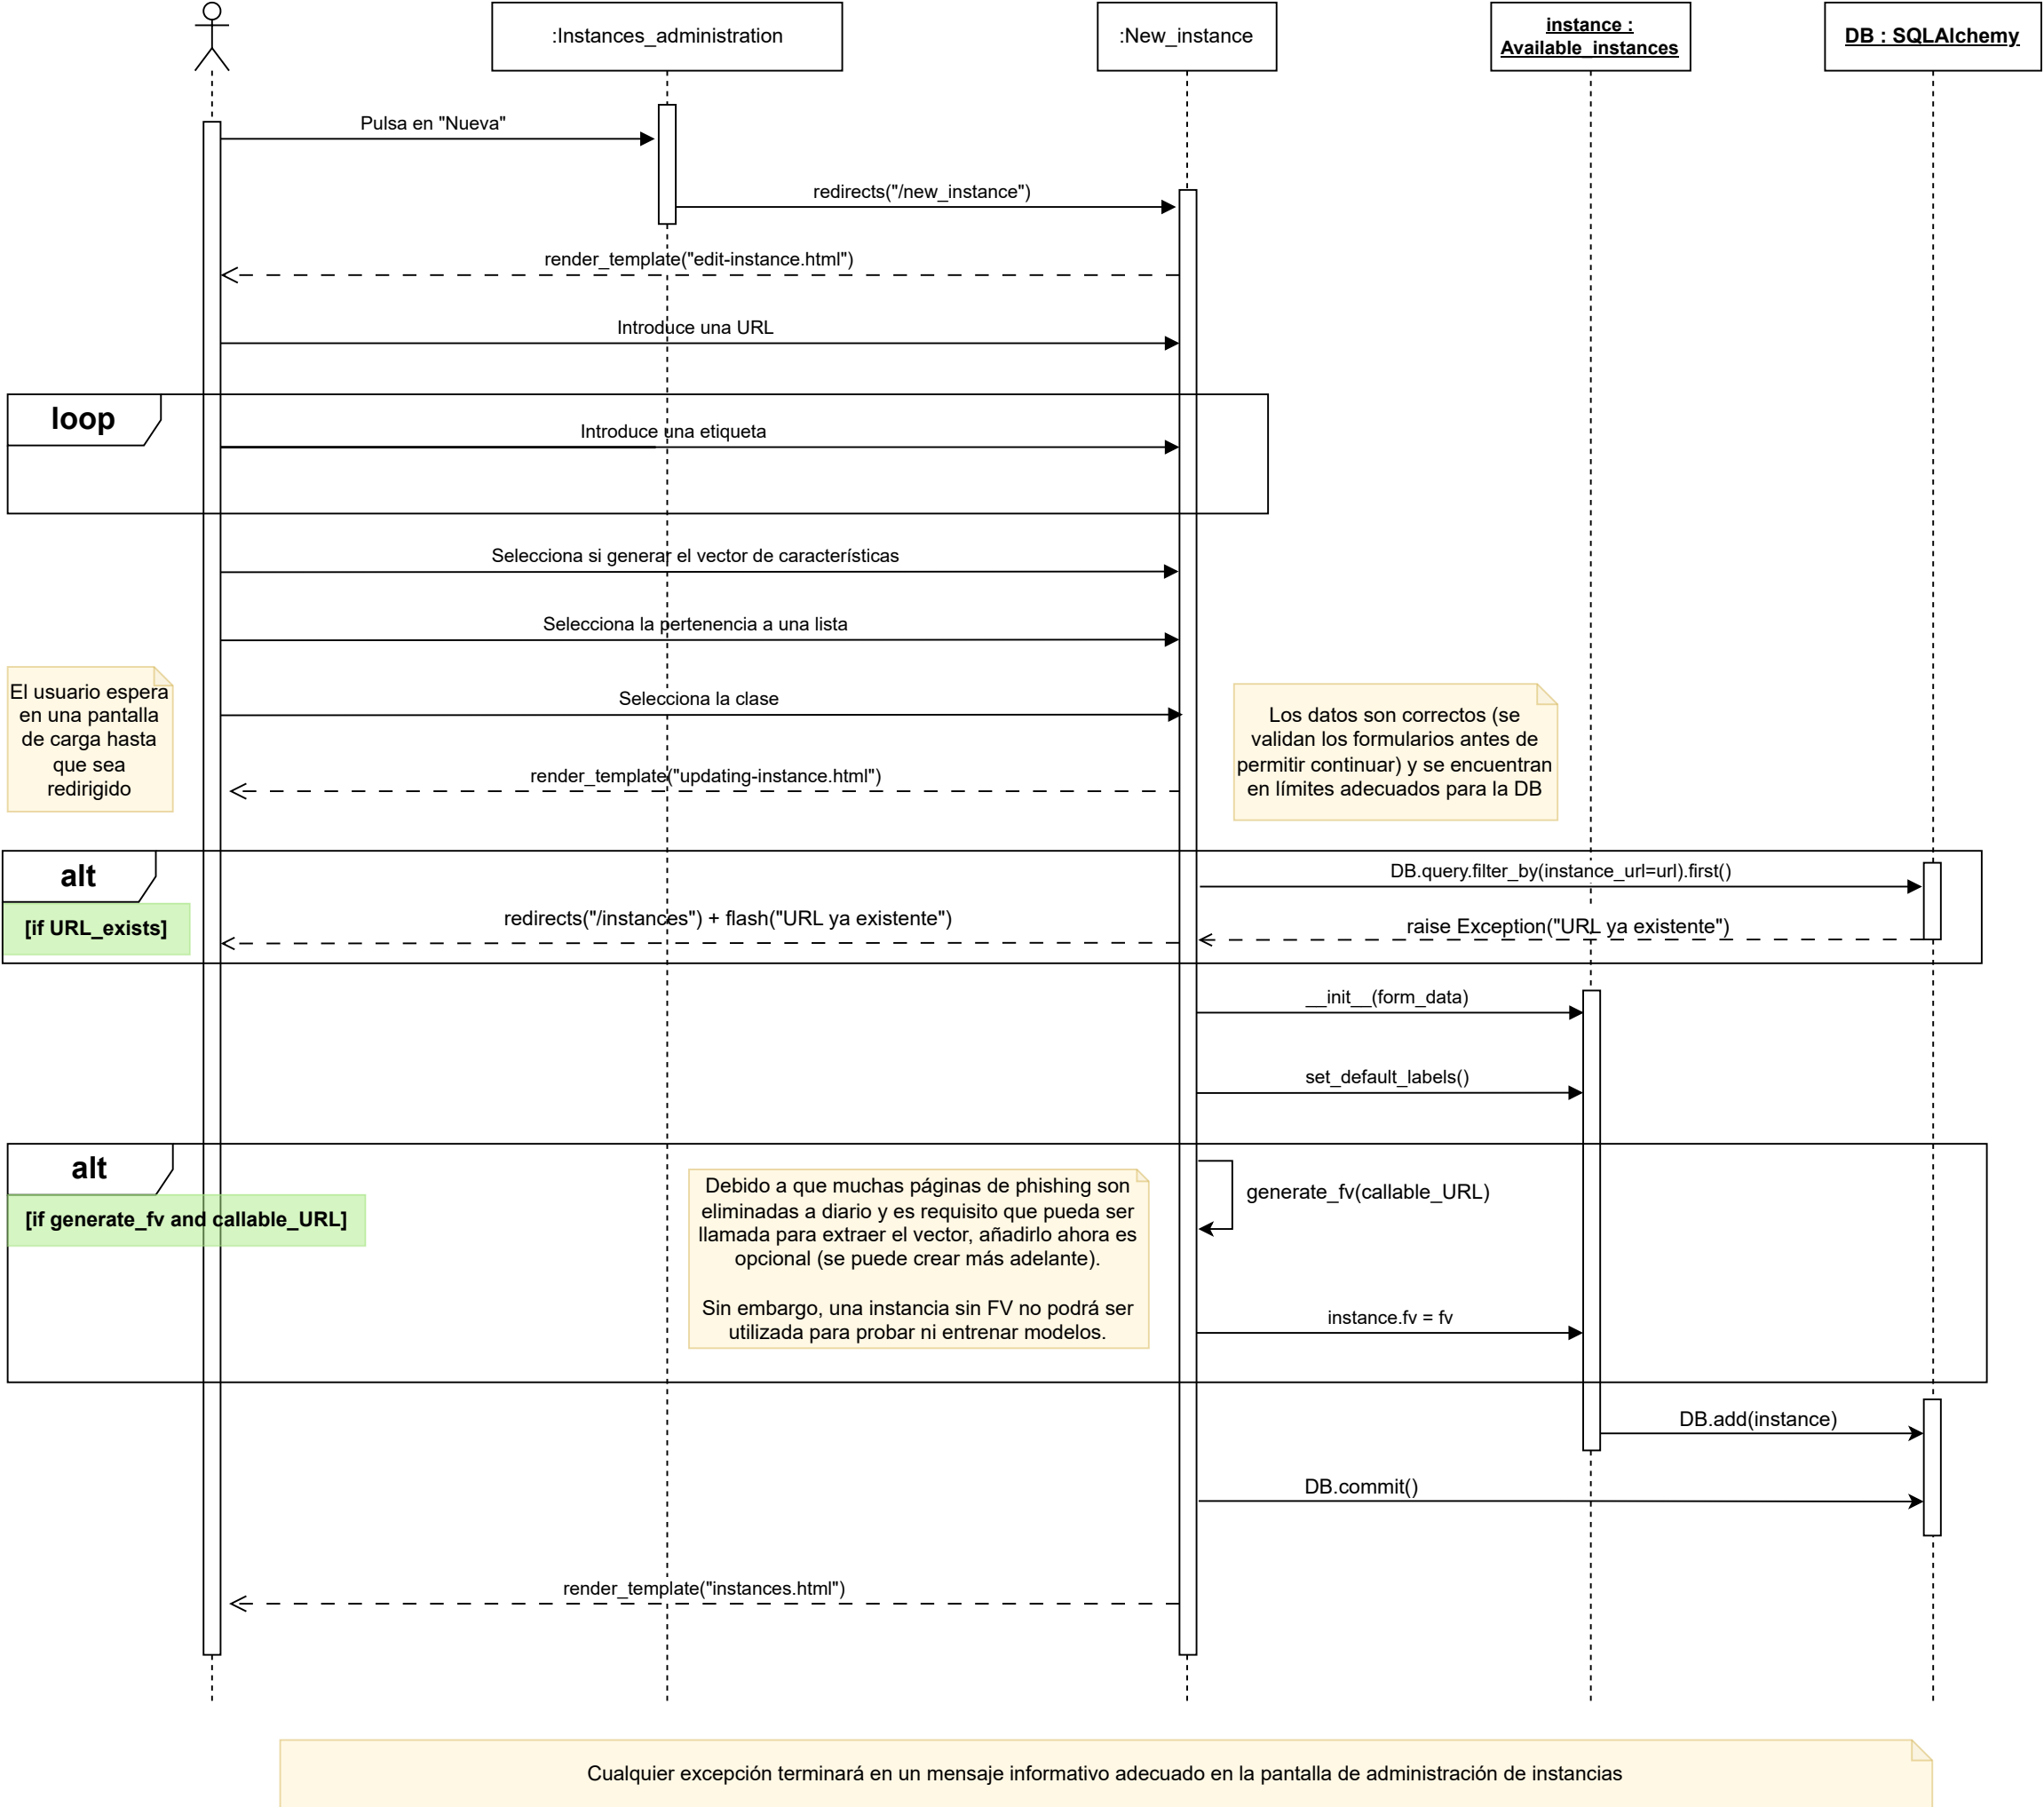 :Instances_administration
:New_instance
instance :
Available_instances
DB : SQLAlchemy
Pulsa en "Nueva"
redirects("/new_instance")
render_template("edit-instance.html")
Introduce una URL
loop
Introduce una etiqueta
Selecciona si generar el vector de características
Selecciona la pertenencia a una lista
El usuario espera
en una pantalla
de carga hasta
que sea
redirigido
Selecciona la clase
Los datos son correctos (se
validan los formularios antes de
permitir continuar) y se encuentran
en límites adecuados para la DB
render_template("updating-instance.html")
alt
DB.query.filter_by(instance_url=url).first()
[if URL_exists]
redirects("/instances") + flash("URL ya existente")
raise Exception("URL ya existente")
__init__(form_data)
set_default_labels()
alt
[if generate_fv and callable_URL]
Debido a que muchas páginas de phishing son
eliminadas a diario y es requisito que pueda ser
llamada para extraer el vector, añadirlo ahora es
opcional (se puede crear más adelante).
Sin embargo, una instancia sin FV no podrá ser
utilizada para probar ni entrenar modelos.
generate_fv(callable_URL)
instance.fv = fv
DB.add(instance)
DB.commit()
render_template("instances.html")
Cualquier excepción terminará en un mensaje informativo adecuado en la pantalla de administración de instancias